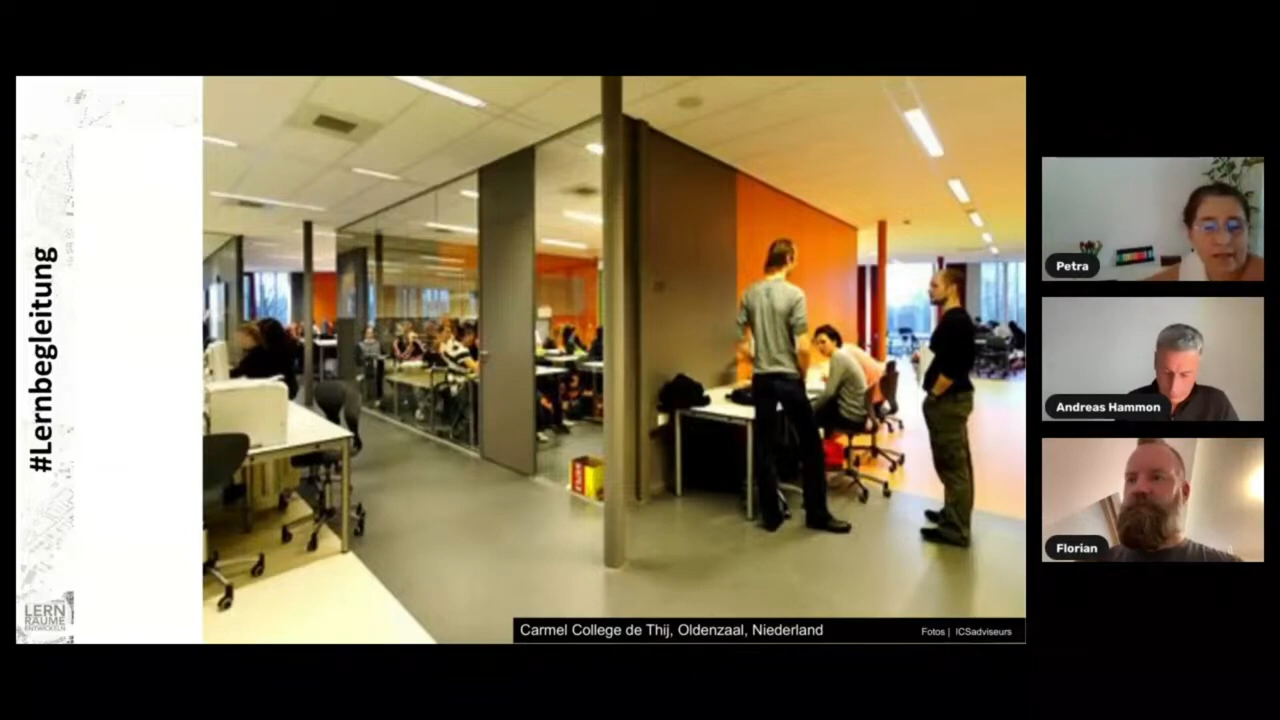 #Lernbegleitung
LERN
RÄUME
ENTWICKELN
Carmel College de Thij, Oldenzaal, Niederland
Fotos | ICSadviseurs
Petra
Andreas Hammon
Florian